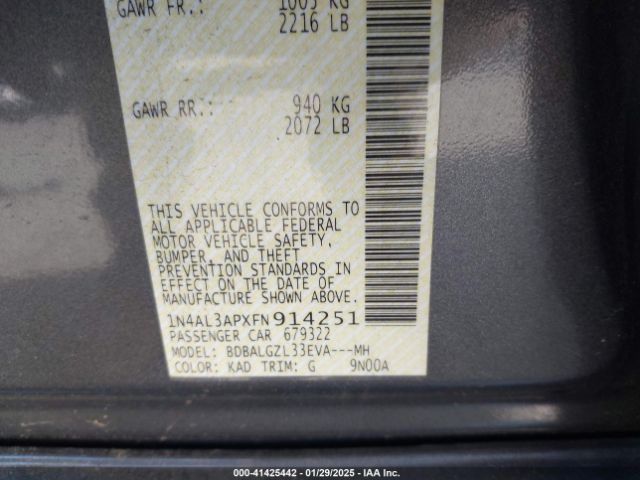 GAWR FR.: 1005 KG
2216 LB
GAWR RR.: 940 KG
2072 LB
THIS VEHICLE CONFORMS TO
ALL APPLICABLE FEDERAL
MOTOR VEHICLE SAFETY,
BUMPER, AND THEFT
PREVENTION STANDARDS IN
EFFECT ON THE DATE OF
MANUFACTURE SHOWN ABOVE.
1N4AL3APXFN914251
PASSENGER CAR 679322
MODEL: BDBALGZL33EVA---MH
COLOR: KAD TRIM: G 9N00A
000-41425442 - 01/29/2025 - IAA Inc.